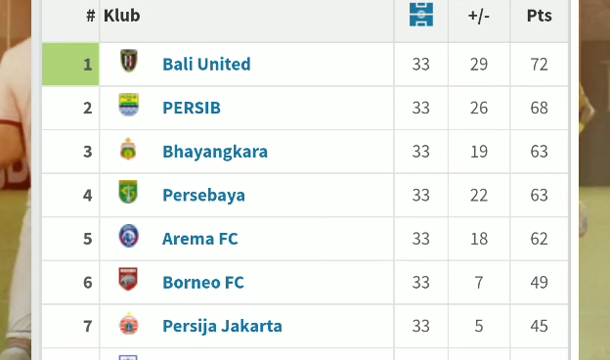 # Klub +/- Pts
1 Bali United 33 29 72
2 PERSIB 33 26 68
3 Bhayangkara 33 19 63
4 Persebaya 33 22 63
5 Arema FC 33 18 62
6 Borneo FC 33 7 49
7 Persija Jakarta 33 5 45